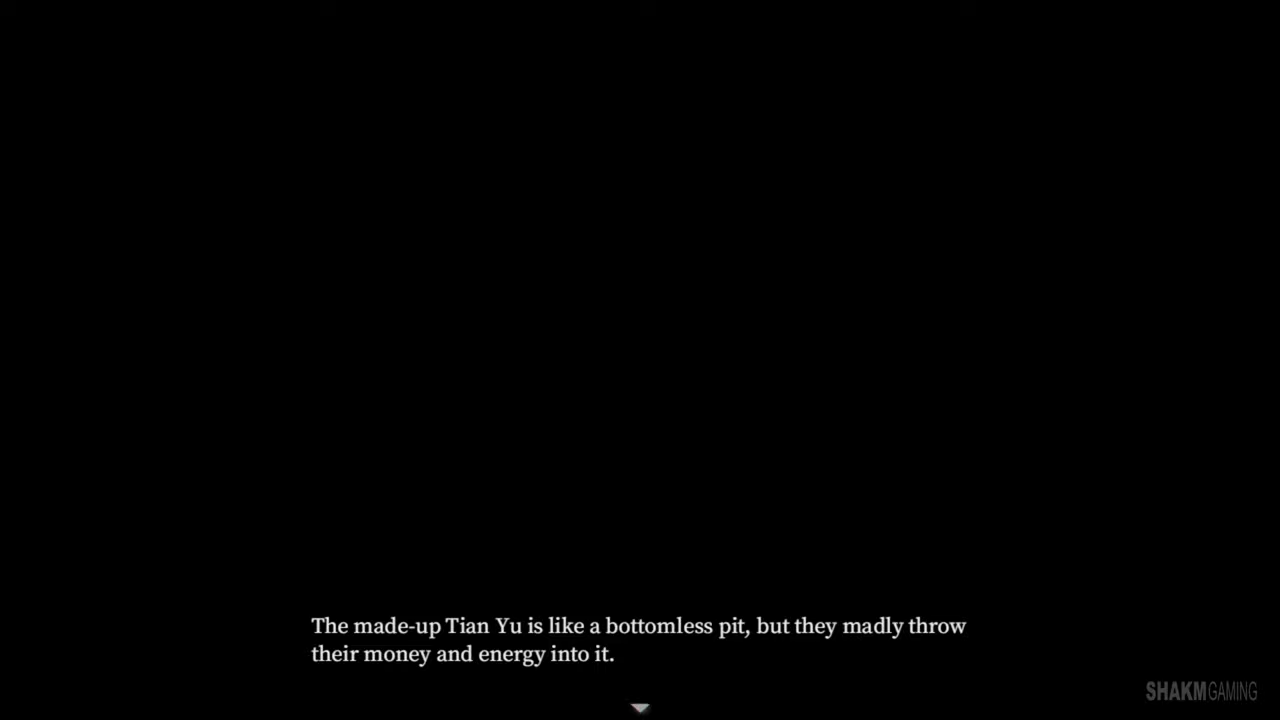 The made-up Tian Yu is like a bottomless pit, but they madly throw
their money and energy into it.
SHAKMGAMING